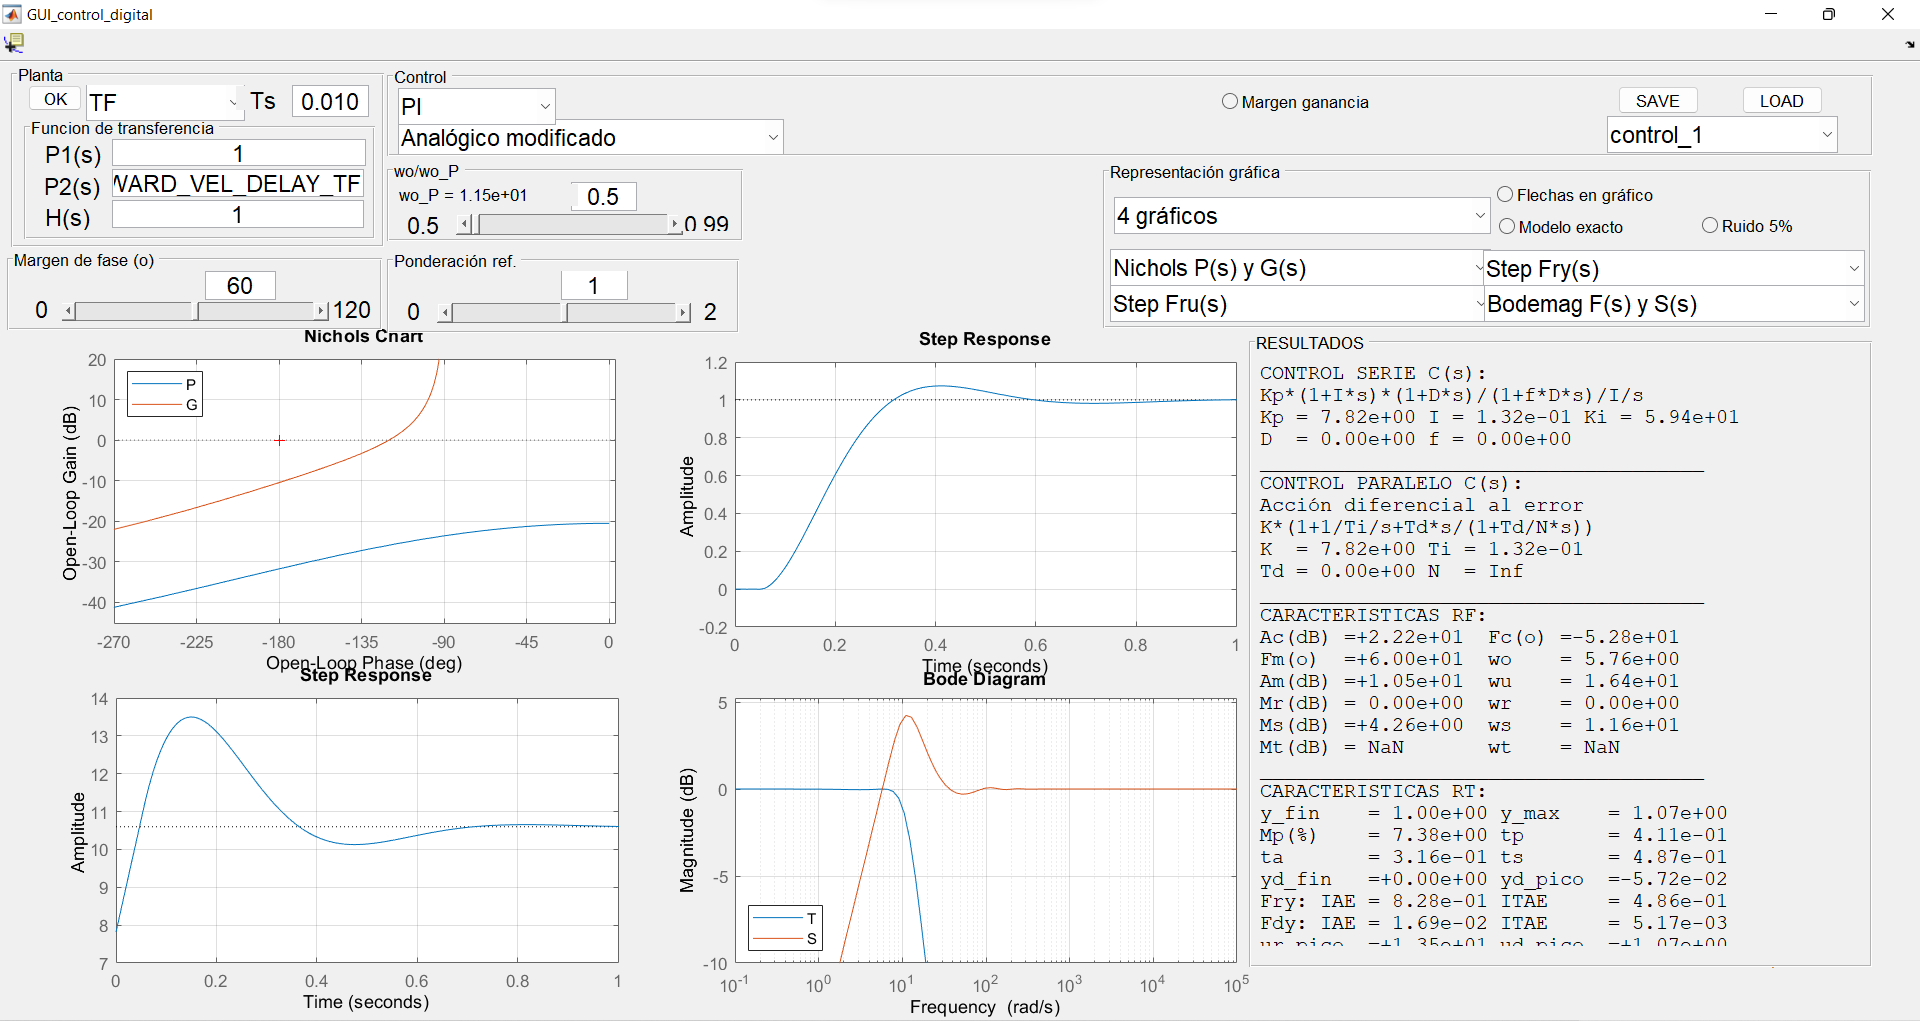 GUI_control_digital
Planta
OK TF Ts 0.010
Funcion de transferencia
P1(s) 1
P2(s) WARD_VEL_DELAY_TF
H(s) 1
Margen de fase (o)
60
0 120
Control
PI
Analógico modificado
Margen ganancia
SAVE LOAD
control_1
wo/wo_P
wo_P = 1.15e+01 0.5
0.5 0.99
Ponderación ref.
1
0 2
Representación gráfica
4 gráficos
Flechas en gráfico
Modelo exacto
Ruido 5%
Nichols P(s) y G(s) Step Fry(s)
Step Fru(s) Bodemag F(s) y S(s)
Nichols Chart
Open-Loop Gain (dB)
20
10
0
-10
-20
-30
-40
P
G
-270 -225 -180 -135 -90 -45 0
Open-Loop Phase (deg)
Step Response
Amplitude
1.2
1
0.8
0.6
0.4
0.2
0
-0.2
0 0.2 0.4 0.6 0.8 1
Time (seconds)
Step Response
Amplitude
14
13
12
11
10
9
8
7
0 0.2 0.4 0.6 0.8 1
Time (seconds)
Bode Diagram
Magnitude (dB)
5
0
-5
-10
T
S
10^-1 10^0 10^1 10^2 10^3 10^4 10^5
Frequency (rad/s)
RESULTADOS
CONTROL SERIE C(s):
Kp*(1+I*s)*(1+D*s)/(1+f*D*s)/I/s
Kp = 7.82e+00 I = 1.32e-01 Ki = 5.94e+01
D = 0.00e+00 f = 0.00e+00
CONTROL PARALELO C(s):
Acción diferencial al error
K*(1+1/Ti/s+Td*s/(1+Td/N*s))
K = 7.82e+00 Ti = 1.32e-01
Td = 0.00e+00 N = Inf
CARACTERISTICAS RF:
Ac(dB) =+2.22e+01 Fc(o) =-5.28e+01
Fm(o) =+6.00e+01 wo = 5.76e+00
Am(dB) =+1.05e+01 wu = 1.64e+01
Mr(dB) = 0.00e+00 wr = 0.00e+00
Ms(dB) =+4.26e+00 ws = 1.16e+01
Mt(dB) = NaN wt = NaN
CARACTERISTICAS RT:
y_fin = 1.00e+00 y_max = 1.07e+00
Mp(%) = 7.38e+00 tp = 4.11e-01
ta = 3.16e-01 ts = 4.87e-01
yd_fin =+0.00e+00 yd_pico =-5.72e-02
Fry: IAE = 8.28e-01 ITAE = 4.86e-01
Fdy: IAE = 1.69e-02 ITAE = 5.17e-03
ur_pico =+1.35e+01 ud_pico =+1.07e+00